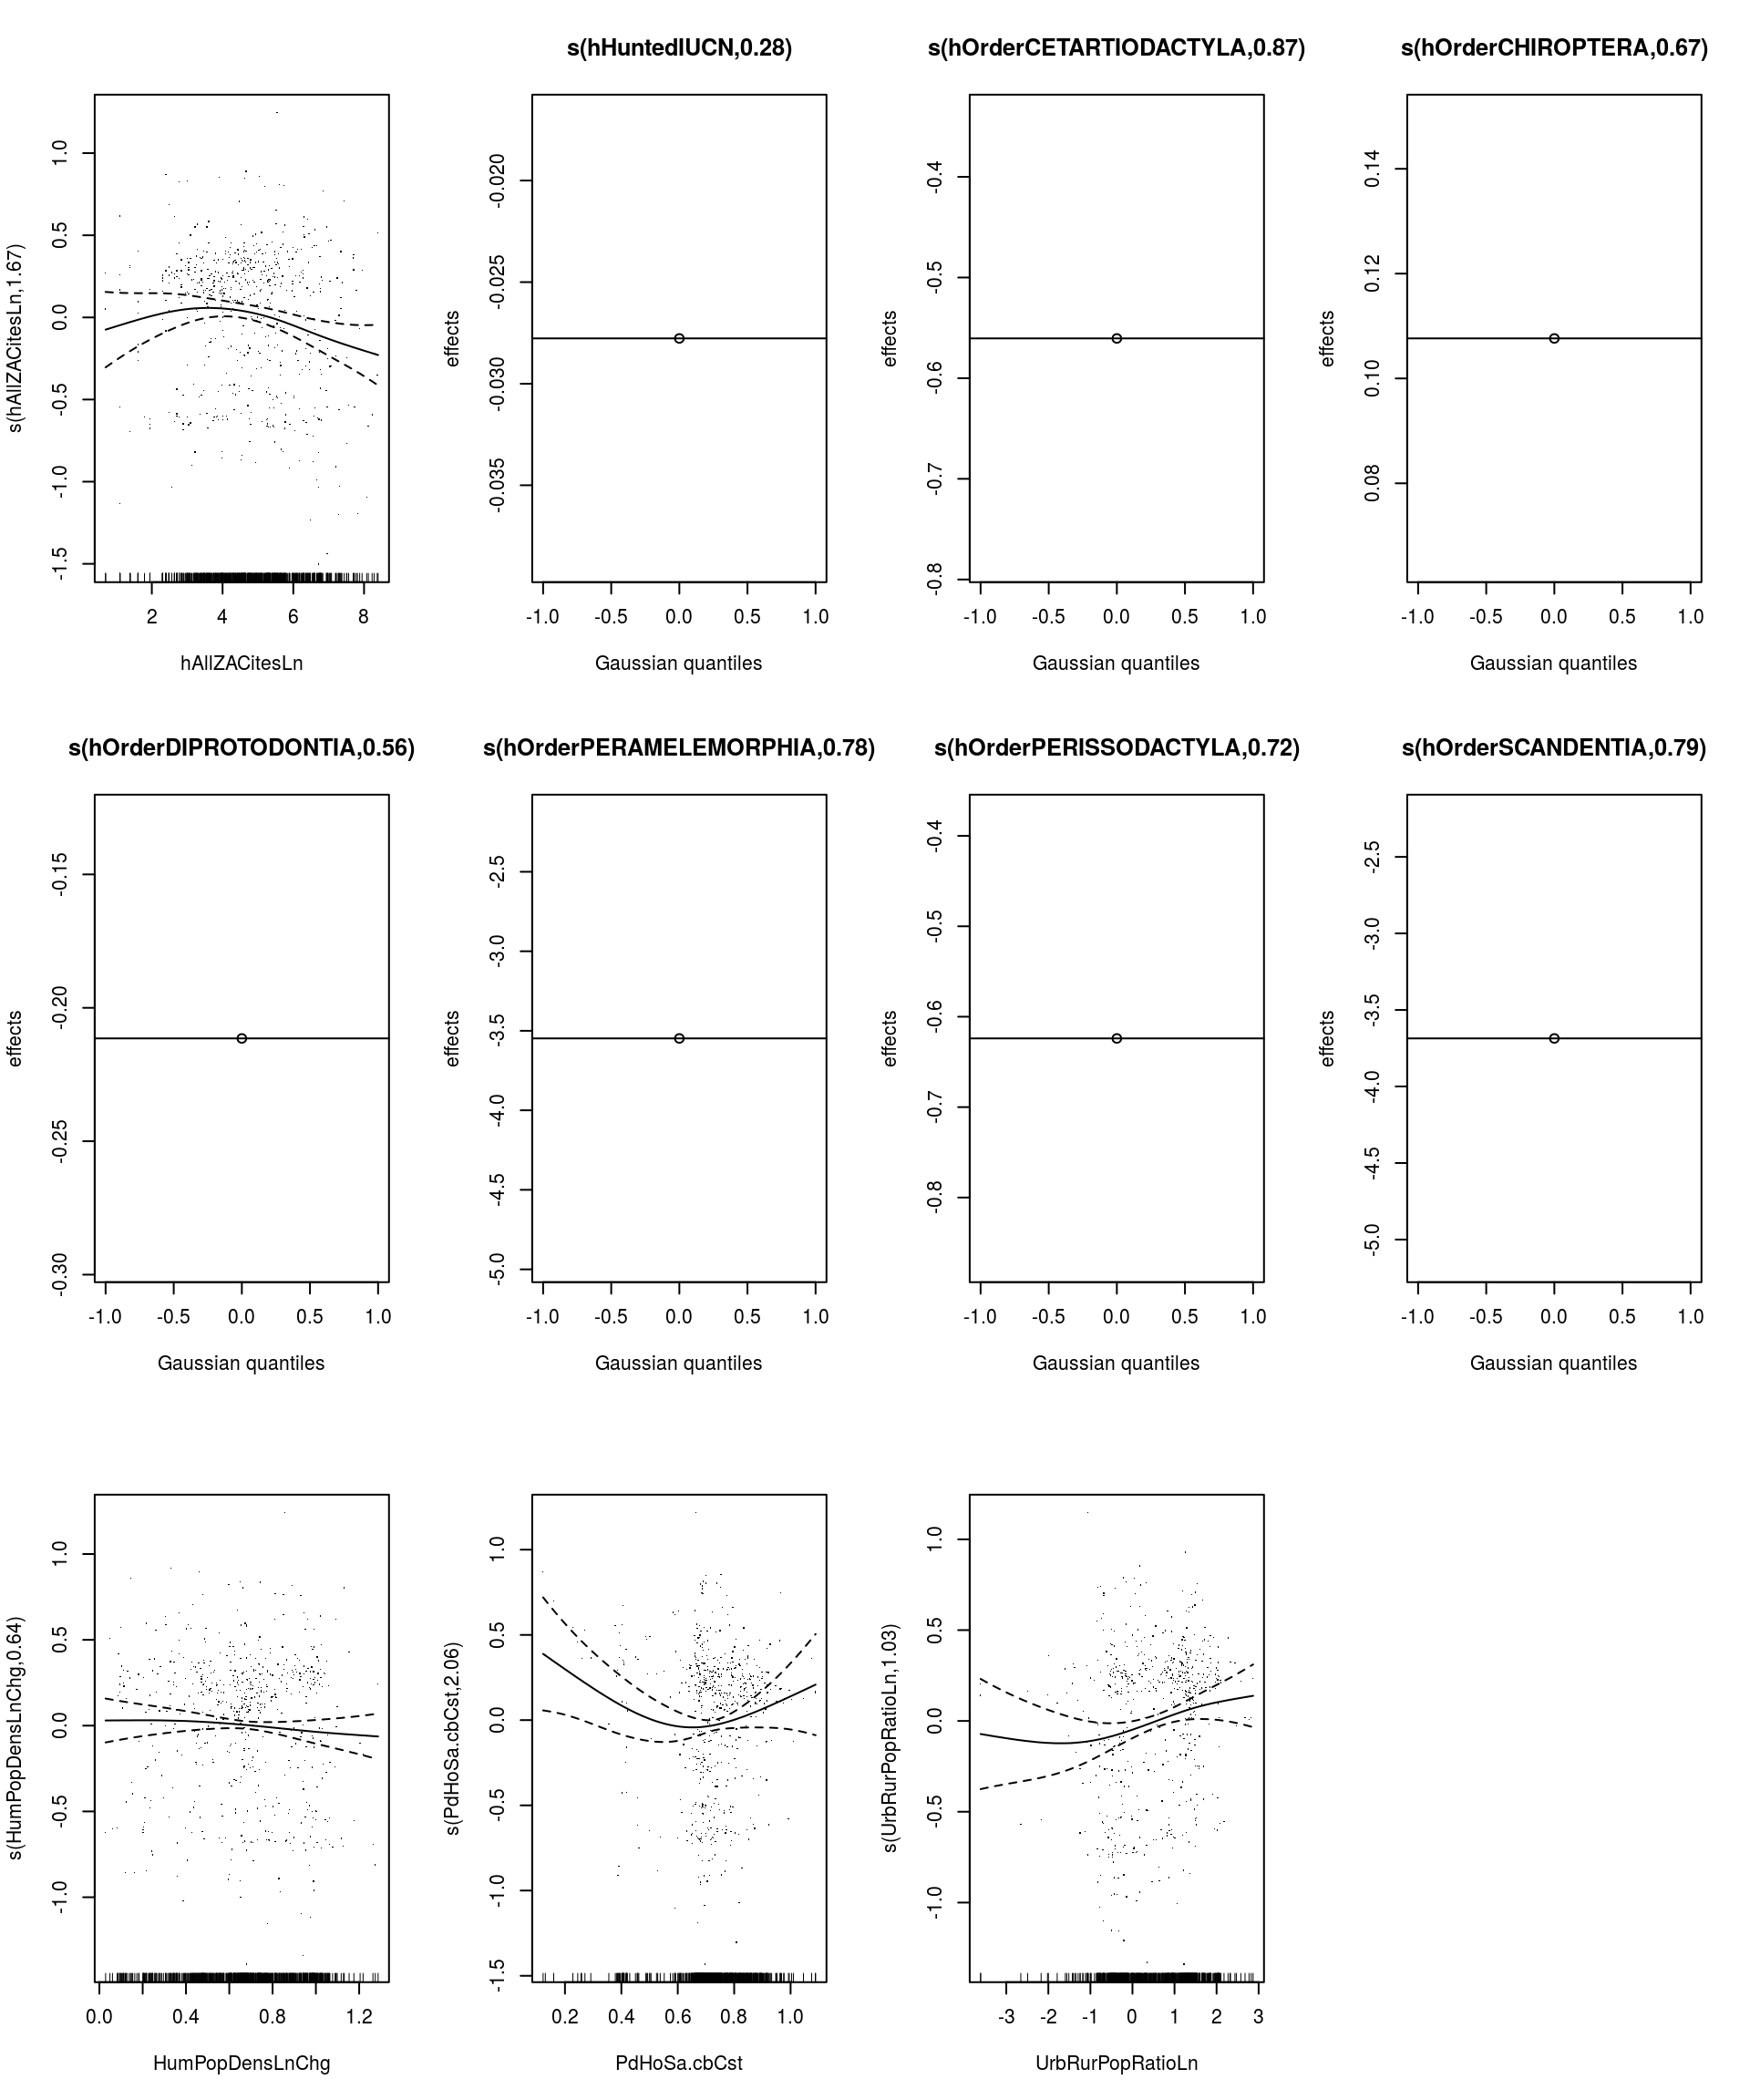 s(hHuntedIUCN,0.28)
s(hOrderCETARTIODACTYLA,0.87)
s(hOrderCHIROPTERA,0.67)
s(hAllZACitesLn,1.67)
1.0
0.5
0.0
-0.5
-1.0
-1.5
2 4 6 8
hAllZACitesLn
effects
-0.020
-0.025
-0.030
-0.035
-1.0 -0.5 0.0 0.5 1.0
Gaussian quantiles
effects
-0.4
-0.5
-0.6
-0.7
-0.8
-1.0 -0.5 0.0 0.5 1.0
Gaussian quantiles
effects
0.14
0.12
0.10
0.08
-1.0 -0.5 0.0 0.5 1.0
Gaussian quantiles
s(hOrderDIPROTODONTIA,0.56)
s(hOrderPERAMELEMORPHIA,0.78)
s(hOrderPERISSODACTYLA,0.72)
s(hOrderSCANDENTIA,0.79)
effects
-0.15
-0.20
-0.25
-0.30
-1.0 -0.5 0.0 0.5 1.0
Gaussian quantiles
effects
-2.5
-3.0
-3.5
-4.0
-4.5
-5.0
-1.0 -0.5 0.0 0.5 1.0
Gaussian quantiles
effects
-0.4
-0.5
-0.6
-0.7
-0.8
-1.0 -0.5 0.0 0.5 1.0
Gaussian quantiles
effects
-2.5
-3.0
-3.5
-4.0
-4.5
-5.0
-1.0 -0.5 0.0 0.5 1.0
Gaussian quantiles
s(HumPopDensLnChg,0.64)
1.0
0.5
0.0
-0.5
-1.0
0.0 0.4 0.8 1.2
HumPopDensLnChg
s(PdHoSa.cbCst,2.06)
1.0
0.5
0.0
-0.5
-1.0
-1.5
0.2 0.4 0.6 0.8 1.0
PdHoSa.cbCst
s(UrbRurPopRatioLn,1.03)
1.0
0.5
0.0
-0.5
-1.0
-3 -2 -1 0 1 2 3
UrbRurPopRatioLn